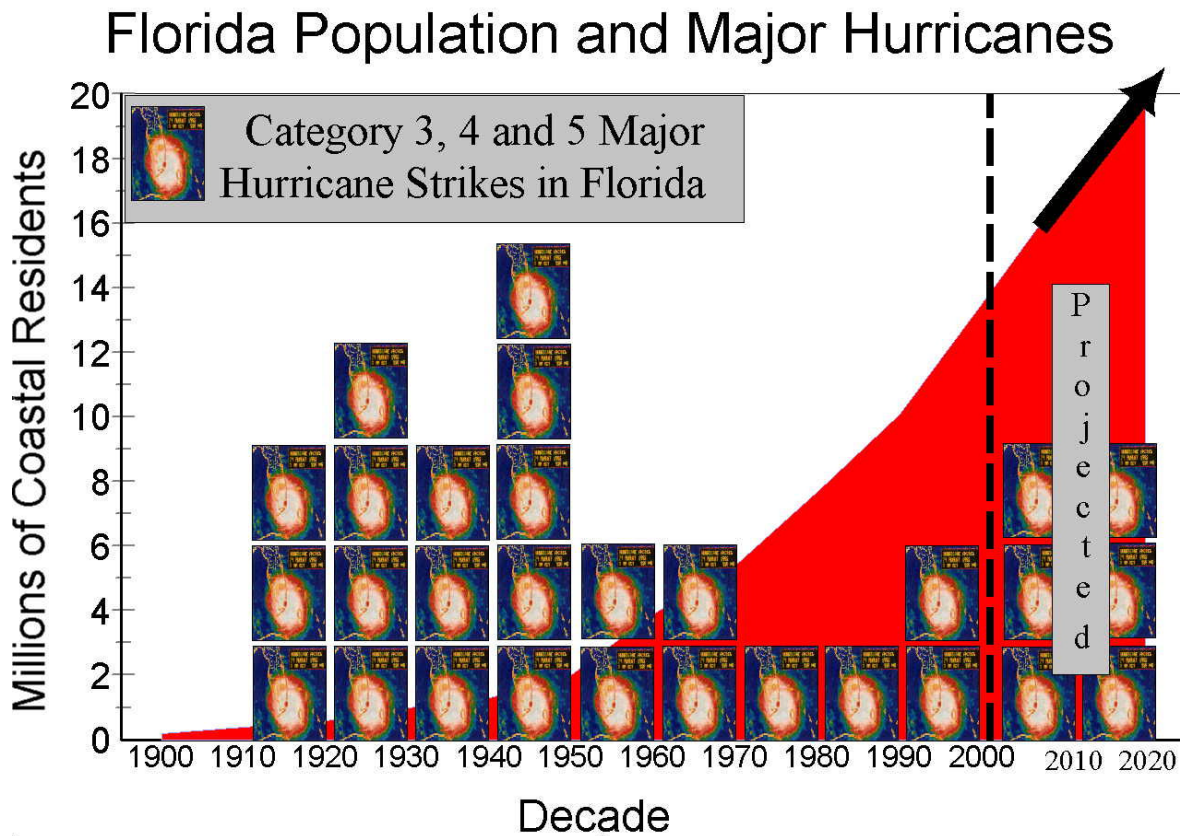 Florida Population and Major Hurricanes
Category 3, 4 and 5 Major
Hurricane Strikes in Florida
Millions of Coastal Residents
20
18
16
14
12
10
8
6
4
2
0
Projected
1900 1910 1920 1930 1940 1950 1960 1970 1980 1990 2000 2010 2020
Decade